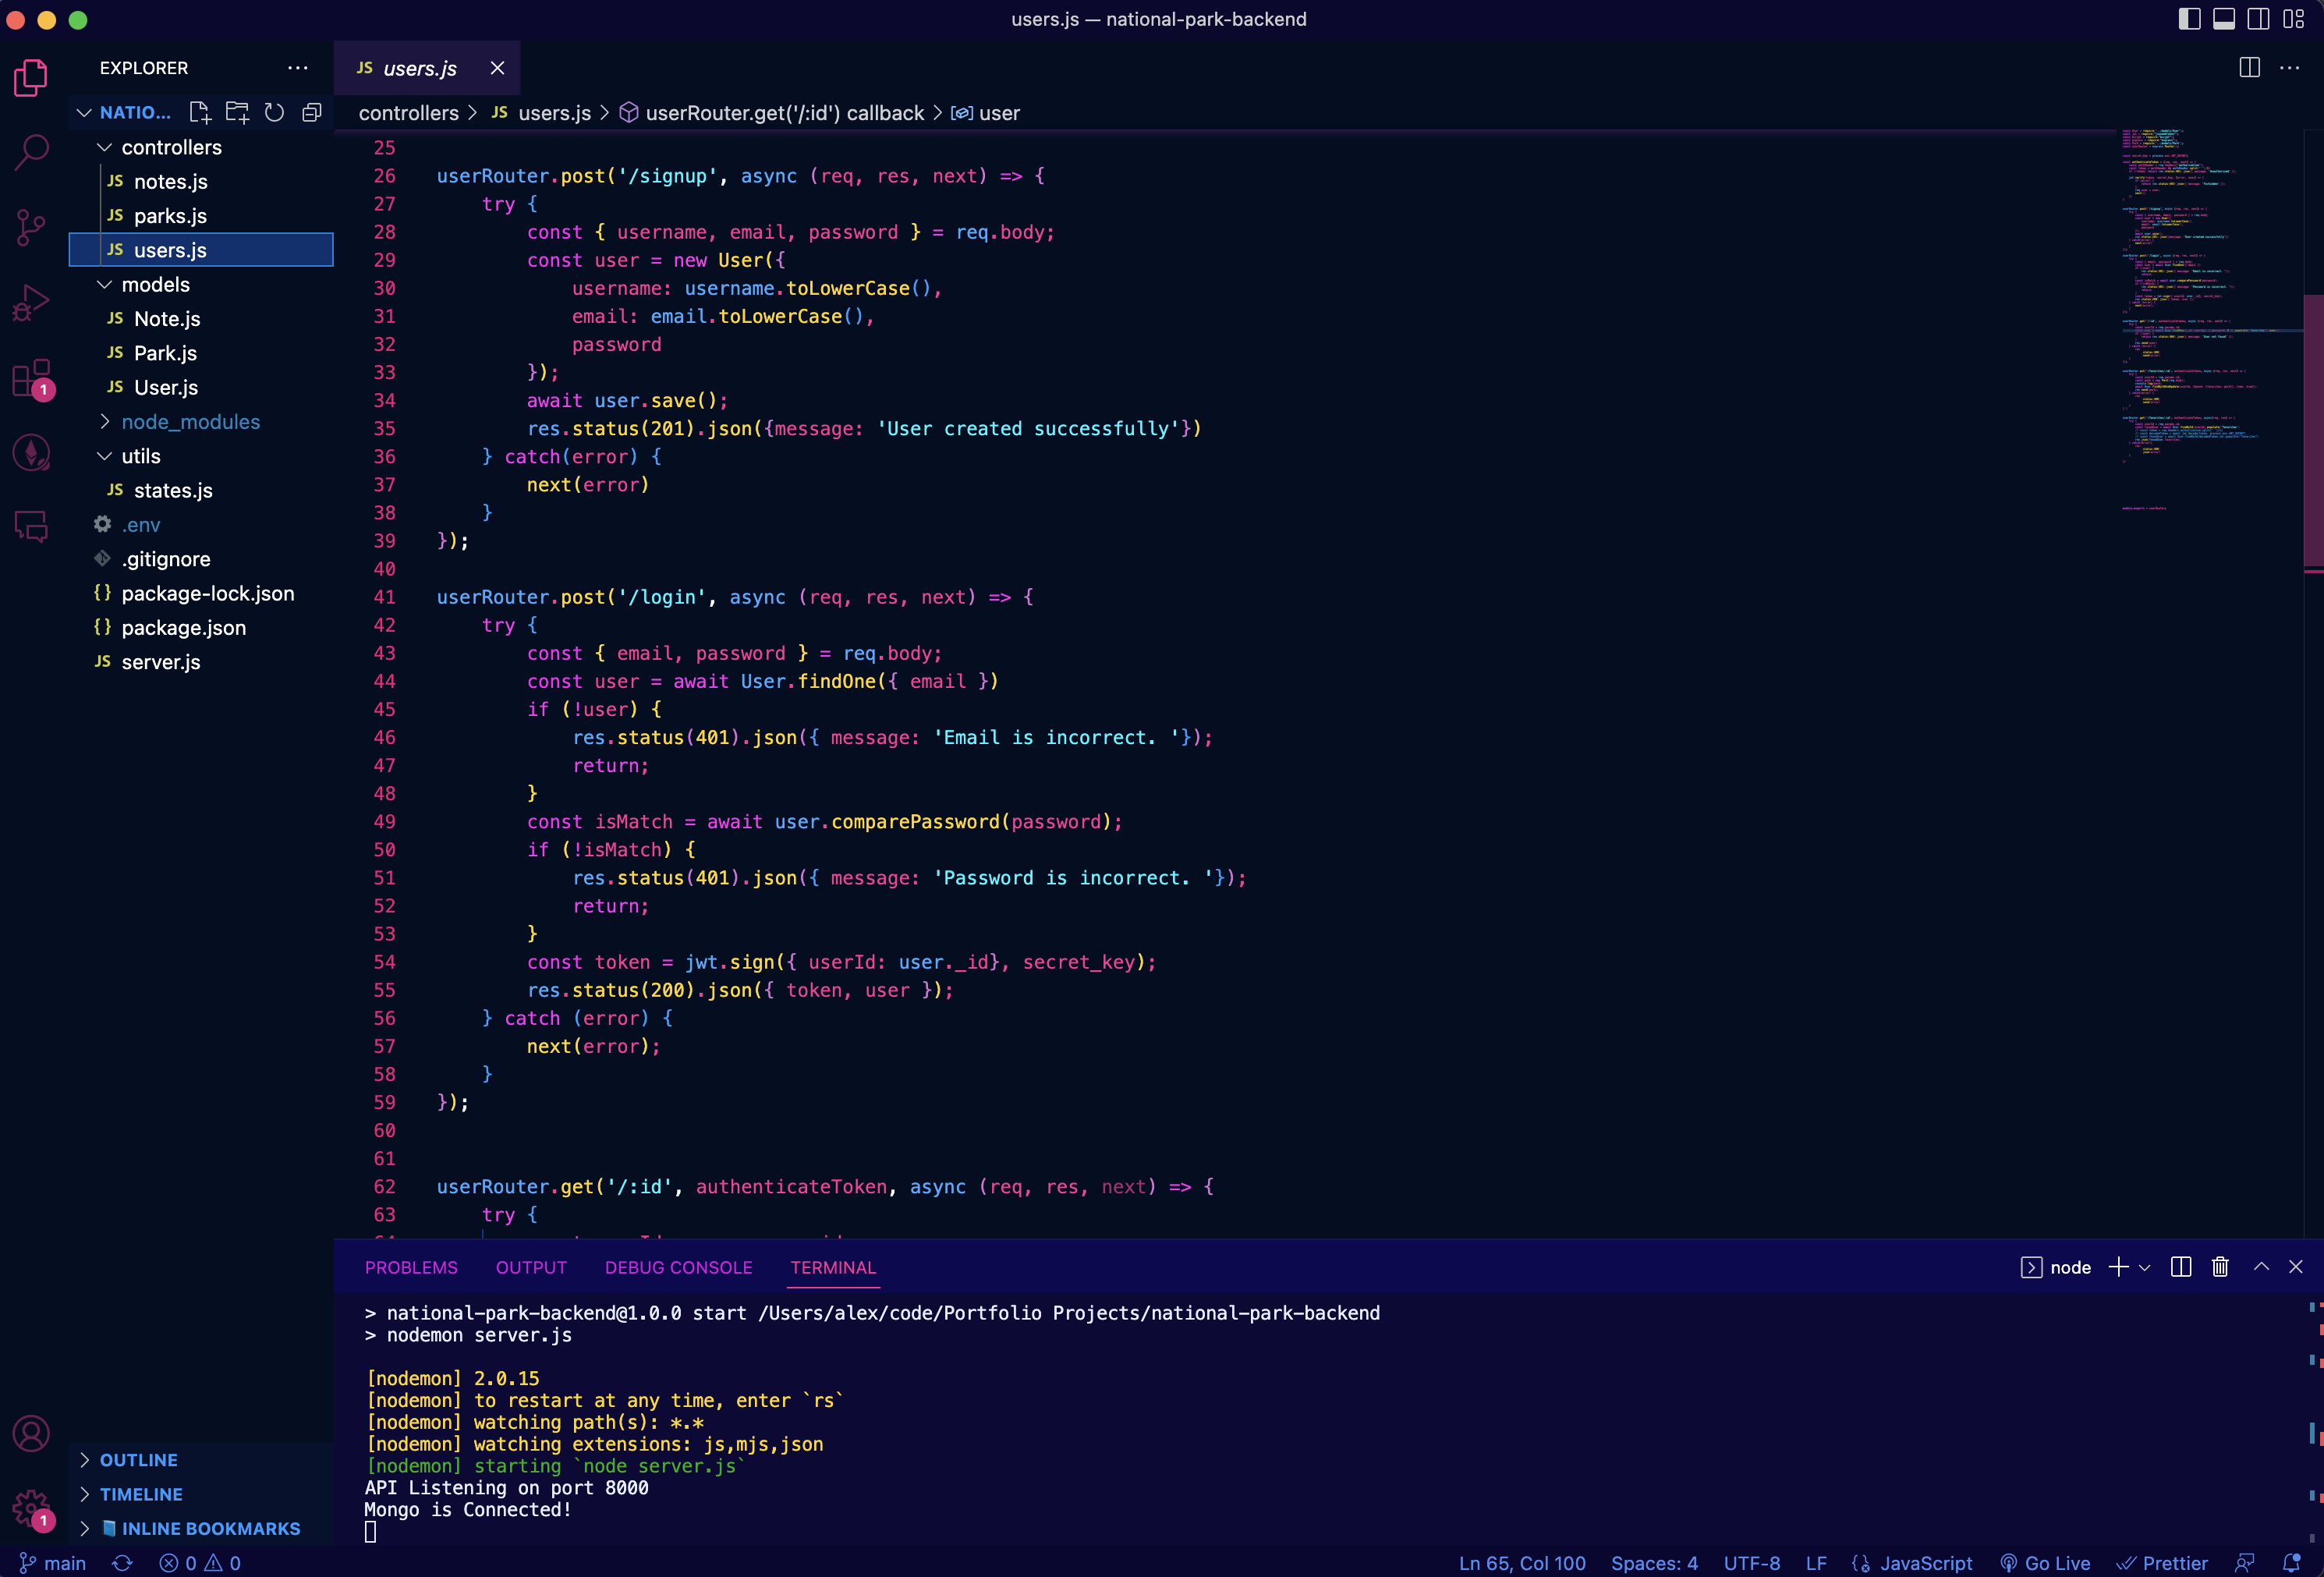 users.js — national-park-backend
EXPLORER
NATIO...
controllers
JS notes.js
JS parks.js
JS users.js
models
JS Note.js
JS Park.js
JS User.js
node_modules
utils
JS states.js
.env
.gitignore
{} package-lock.json
{} package.json
JS server.js
OUTLINE
TIMELINE
INLINE BOOKMARKS
1
1
JS users.js
controllers > JS users.js > userRouter.get('/:id') callback > user
25
26 userRouter.post('/signup', async (req, res, next) => {
27 try {
28 const { username, email, password } = req.body;
29 const user = new User({
30 username: username.toLowerCase(),
31 email: email.toLowerCase(),
32 password
33 });
34 await user.save();
35 res.status(201).json({message: 'User created successfully'})
36 } catch(error) {
37 next(error)
38 }
39 });
40
41 userRouter.post('/login', async (req, res, next) => {
42 try {
43 const { email, password } = req.body;
44 const user = await User.findOne({ email })
45 if (!user) {
46 res.status(401).json({ message: 'Email is incorrect. '});
47 return;
48 }
49 const isMatch = await user.comparePassword(password);
50 if (!isMatch) {
51 res.status(401).json({ message: 'Password is incorrect. '});
52 return;
53 }
54 const token = jwt.sign({ userId: user._id}, secret_key);
55 res.status(200).json({ token, user });
56 } catch (error) {
57 next(error);
58 }
59 });
60
61
62 userRouter.get('/:id', authenticateToken, async (req, res, next) => {
63 try {
PROBLEMS OUTPUT DEBUG CONSOLE TERMINAL
node
> national-park-backend@1.0.0 start /Users/alex/code/Portfolio Projects/national-park-backend
> nodemon server.js
[nodemon] 2.0.15
[nodemon] to restart at any time, enter `rs`
[nodemon] watching path(s): *.*
[nodemon] watching extensions: js,mjs,json
[nodemon] starting `node server.js`
API Listening on port 8000
Mongo is Connected!
main 0 0 Ln 65, Col 100 Spaces: 4 UTF-8 LF JavaScript Go Live Prettier